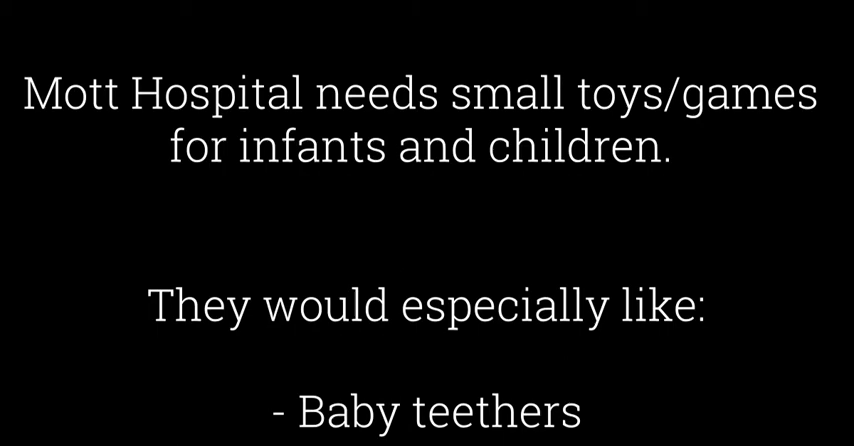 Mott Hospital needs small toys/games
for infants and children.
They would especially like:
- Baby teethers